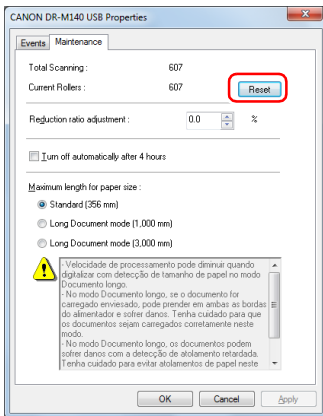 CANON DR-M140 USB Properties
Events
Maintenance
Total Scanning :
607
Current Rollers :
607
Reset
Reduction ratio adjustment :
0.0
%
Turn off automatically after 4 hours
Maximum length for paper size :
Standard (356 mm)
Long Document mode (1,000 mm)
Long Document mode (3,000 mm)
- Velocidade de processamento pode diminuir quando
digitalizar com detecção de tamanho de papel no modo
Documento longo.
- No modo Documento longo, se o documento for
carregado enviesado, pode prender em ambas as bordas
do alimentador e sofrer danos. Tenha cuidado para que
os documentos sejam carregados corretamente neste
modo.
- No modo Documento longo, os documentos podem
sofrer danos com a detecção de atolamento retardada.
Tenha cuidado para evitar atolamentos de papel neste
OK
Cancel
Apply